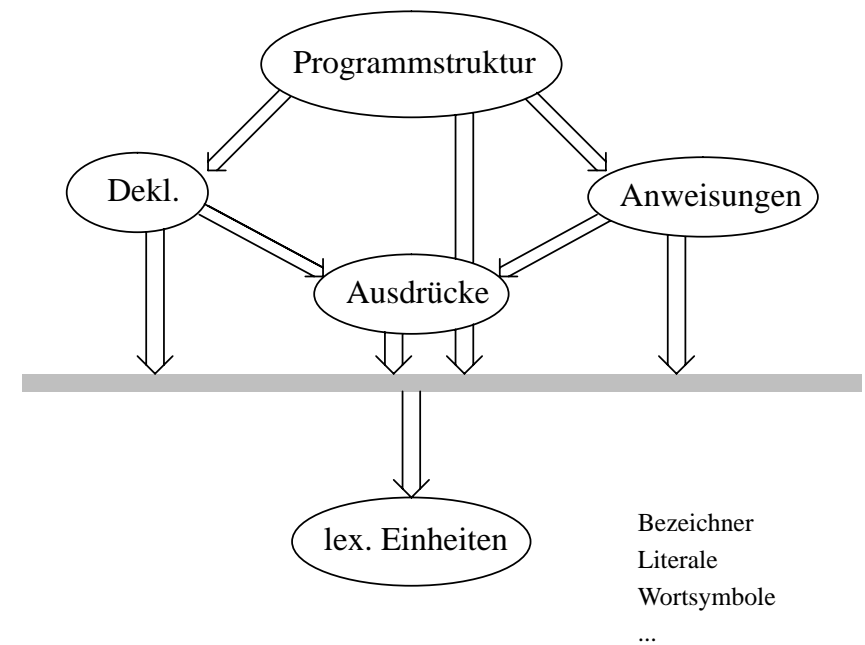 Programmstruktur
Dekl.
Anweisungen
Ausdrücke
lex. Einheiten
Bezeichner
Literale
Wortsymbole
...